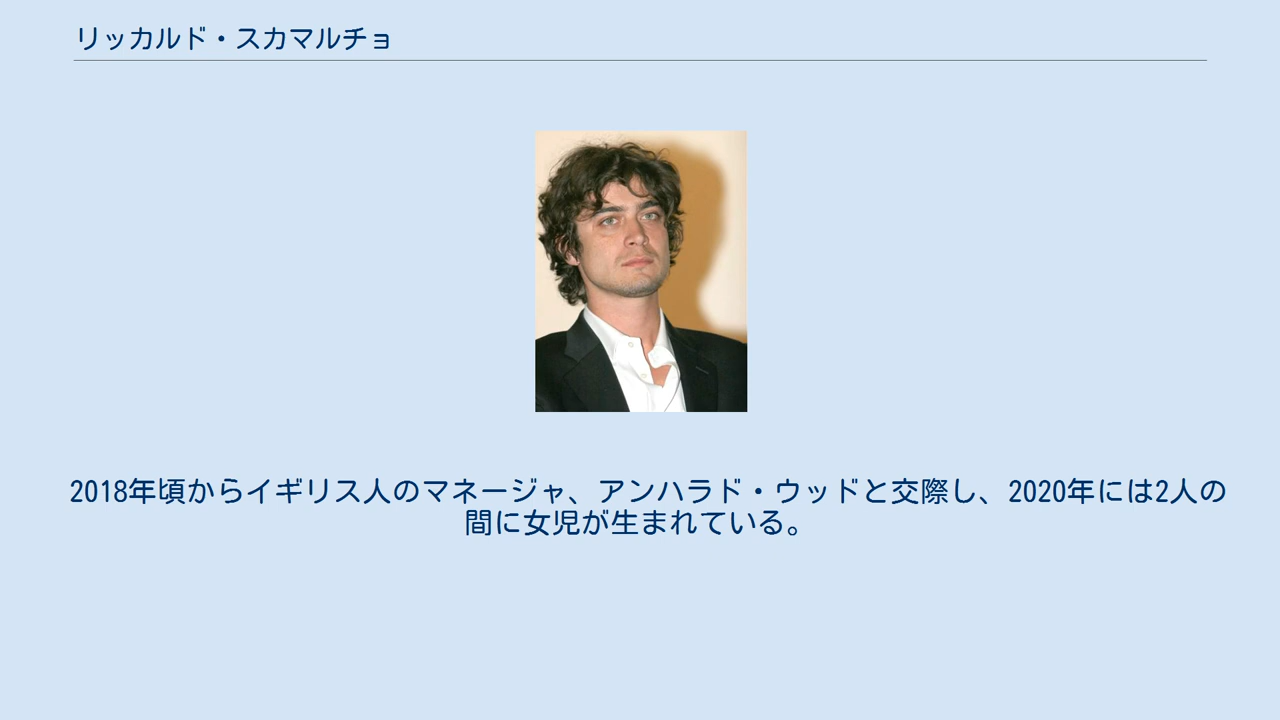 リッカルド・スカマルチョ
2018年頃からイギリス人のマネージャ、アンハラド・ウッドと交際し、2020年には2人の
間に女児が生まれている。